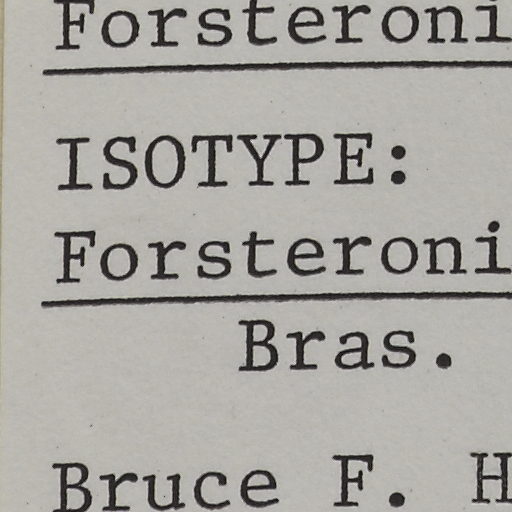 Forsteroni
ISOTYPE:
Forsteroni
Bras.
Bruce F. H